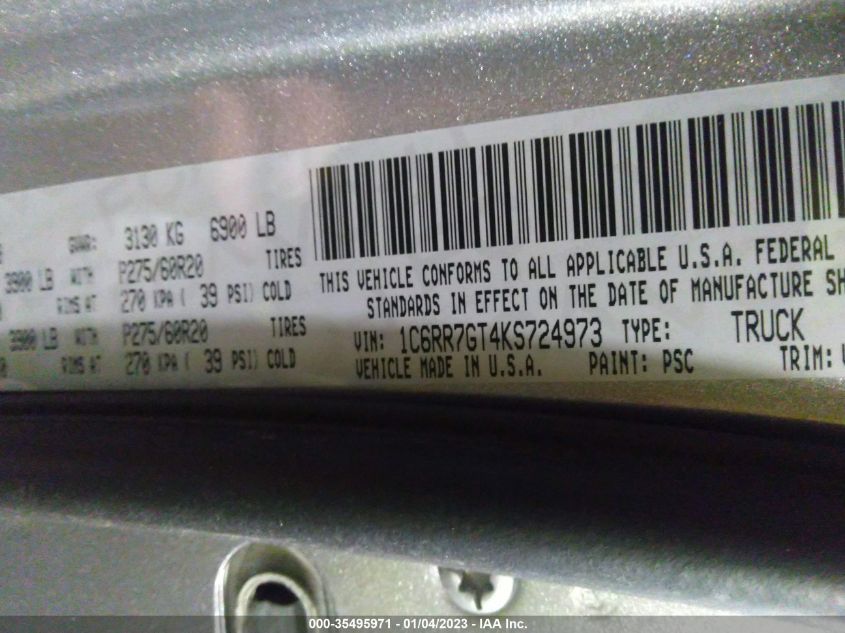 GVWR: 3130 KG 6900 LB
3900 LB WITH P275/60R20 TIRES
RIMS AT 270 KPA ( 39 PSI) COLD
3900 LB WITH P275/60R20 TIRES
RIMS AT 270 KPA ( 39 PSI) COLD
THIS VEHICLE CONFORMS TO ALL APPLICABLE U.S.A. FEDERAL
STANDARDS IN EFFECT ON THE DATE OF MANUFACTURE SH
VIN: 1C6RR7GT4KS724973 TYPE: TRUCK
VEHICLE MADE IN U.S.A. PAINT: PSC TRIM:
000-35495971 - 01/04/2023 - ©IAA Inc.